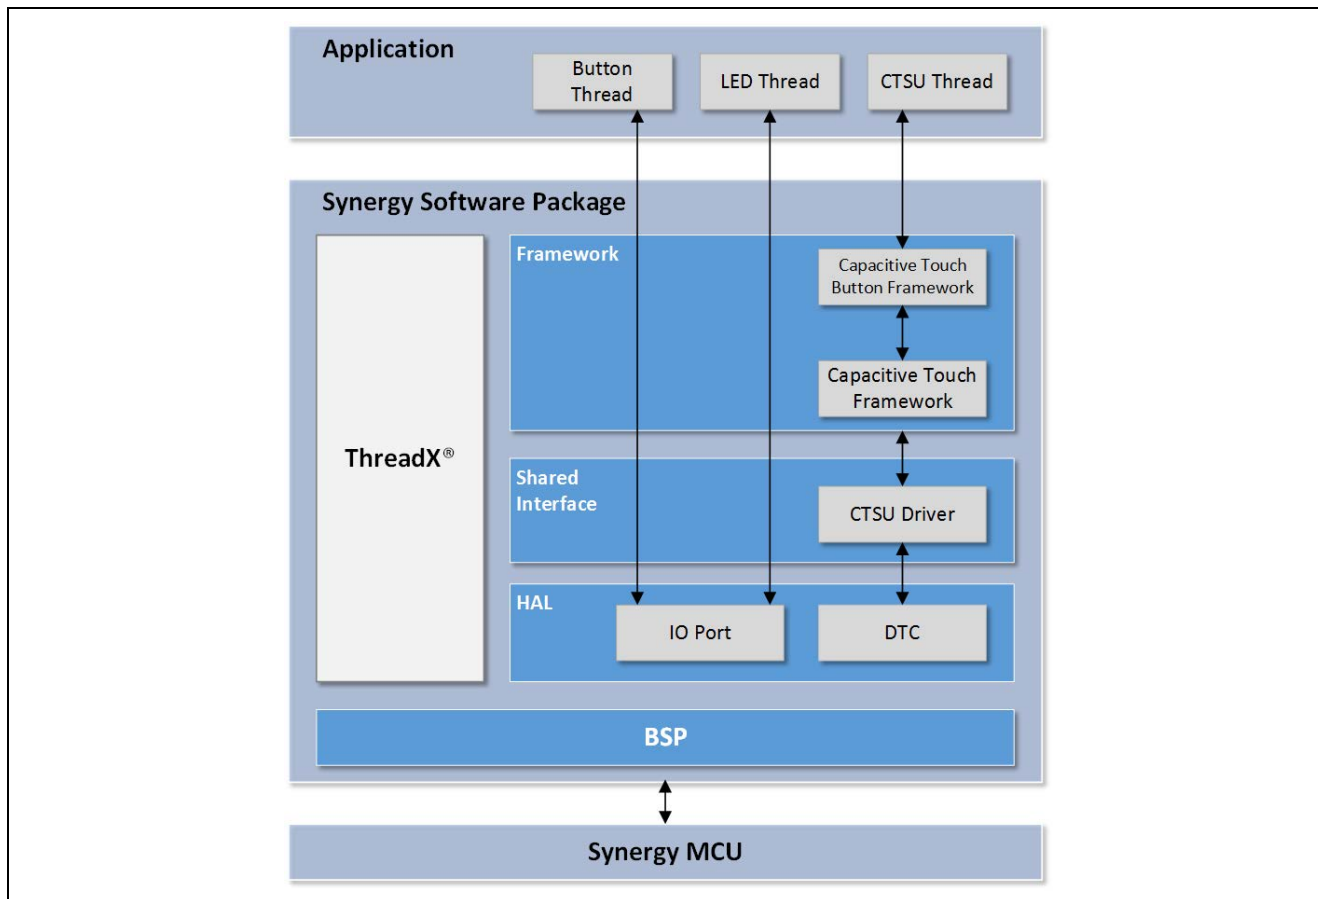 Application
Button
Thread
LED Thread
CTSU Thread
Synergy Software Package
ThreadX®
Framework
Capacitive Touch
Button Framework
Capacitive Touch
Framework
Shared
Interface
CTSU Driver
HAL
IO Port
DTC
BSP
Synergy MCU